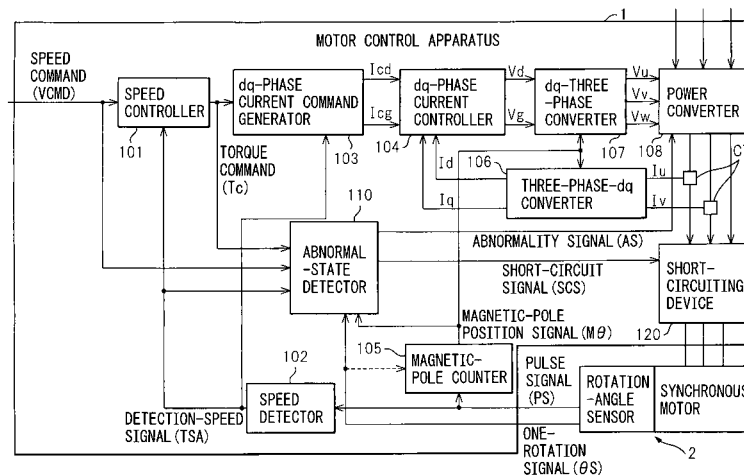 1
MOTOR CONTROL APPARATUS
SPEED
COMMAND
(VCMD)
SPEED
CONTROLLER
101
dq-PHASE
CURRENT COMMAND
GENERATOR
103
Icd
Icg
dq-PHASE
CURRENT
CONTROLLER
104
Vd
Vg
dq-THREE
-PHASE
CONVERTER
107
Vu
Vv
Vw
POWER
CONVERTER
108
TORQUE
COMMAND
(Tc)
Id
Iq
106
THREE-PHASE-dq
CONVERTER
Iu
Iv
110
ABNORMAL
-STATE
DETECTOR
ABNORMALITY SIGNAL(AS)
SHORT-CIRCUIT
SIGNAL(SCS)
SHORT-
CIRCUITING
DEVICE
120
MAGNETIC-POLE
POSITION SIGNAL(Mθ)
105
MAGNETIC-
POLE COUNTER
102
SPEED
DETECTOR
DETECTION-SPEED
SIGNAL(TSA)
PULSE
SIGNAL
(PS)
ROTATION
-ANGLE
SENSOR
SYNCHRONOUS
MOTOR
ONE-
ROTATION
SIGNAL(θS)
2